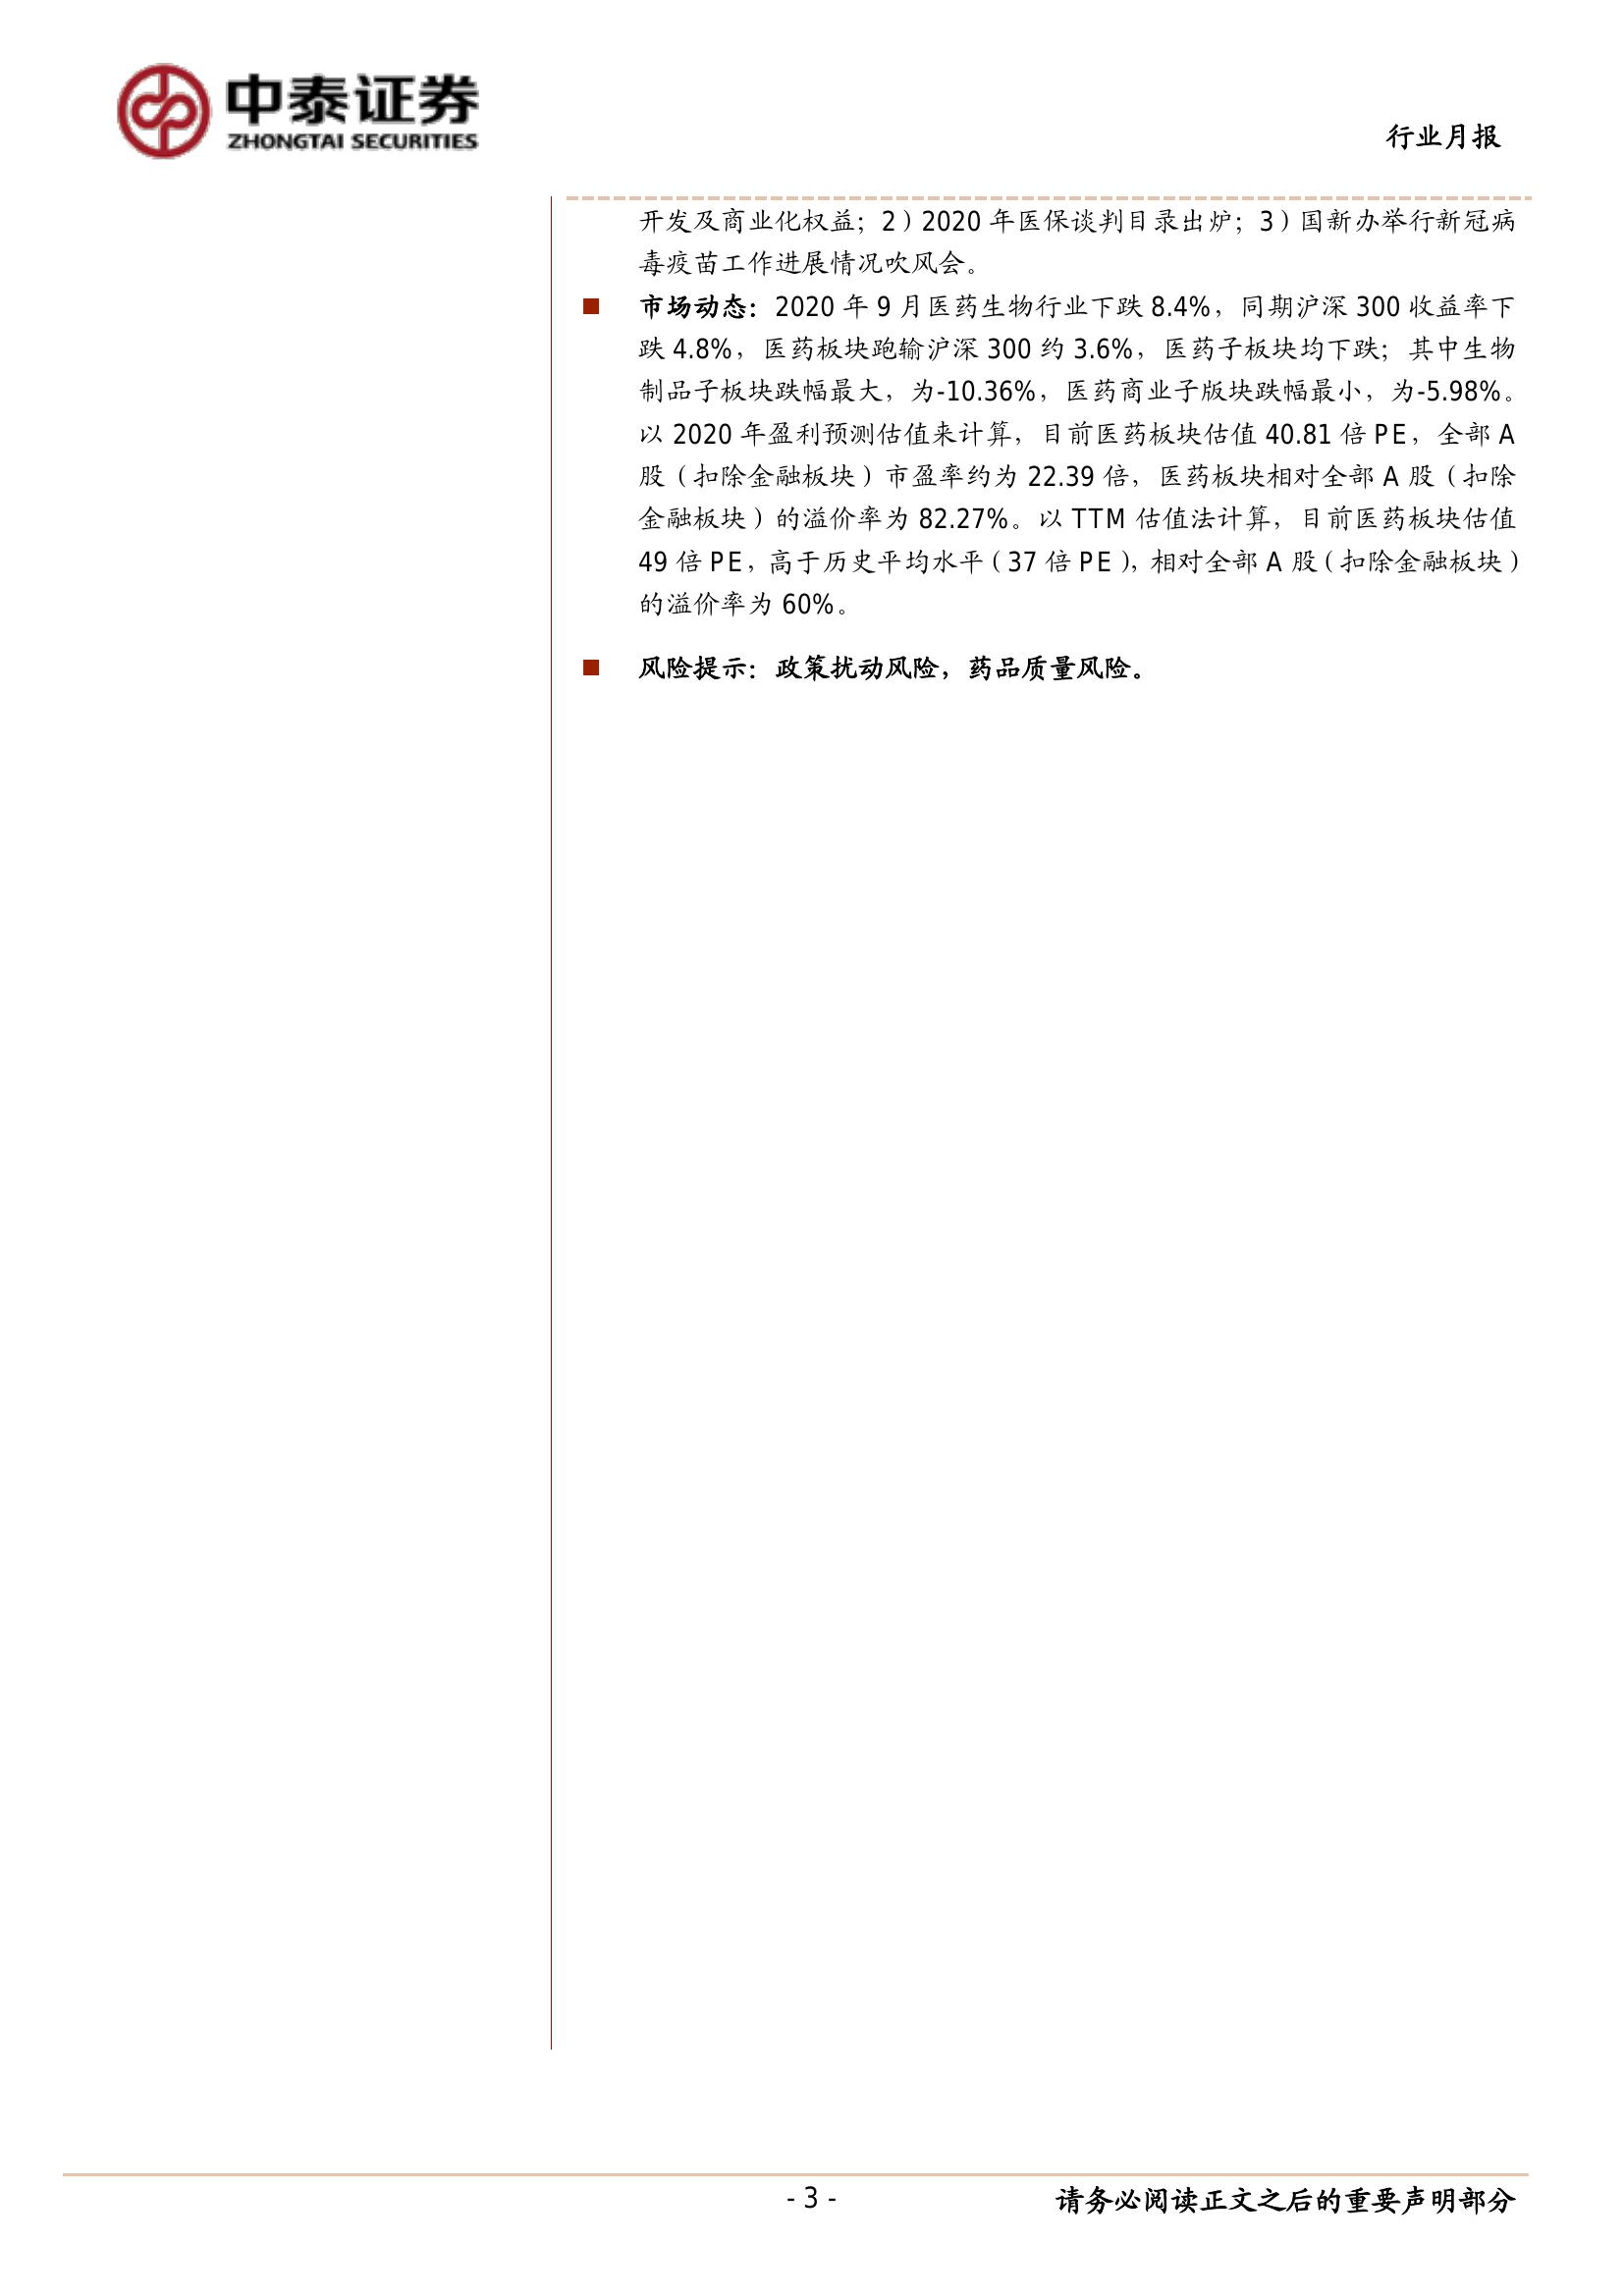 中泰证券
ZHONGTAI SECURITIES
行业月报
开发及商业化权益；2）2020 年医保谈判目录出炉；3）国新办举行新冠病
毒疫苗工作进展情况吹风会。
■ 市场动态：2020 年 9 月医药生物行业下跌 8.4%，同期沪深 300 收益率下
跌 4.8%，医药板块跑输沪深 300 约 3.6%，医药子板块均下跌；其中生物
制品子板块跌幅最大，为-10.36%，医药商业子版块跌幅最小，为-5.98%。
以 2020 年盈利预测估值来计算，目前医药板块估值 40.81 倍 PE，全部 A
股（扣除金融板块）市盈率约为 22.39 倍，医药板块相对全部 A 股（扣除
金融板块）的溢价率为 82.27%。以 TTM 估值法计算，目前医药板块估值
49 倍 PE，高于历史平均水平（37 倍 PE），相对全部 A 股（扣除金融板块）
的溢价率为 60%。
■ 风险提示：政策扰动风险，药品质量风险。
- 3 -
请务必阅读正文之后的重要声明部分